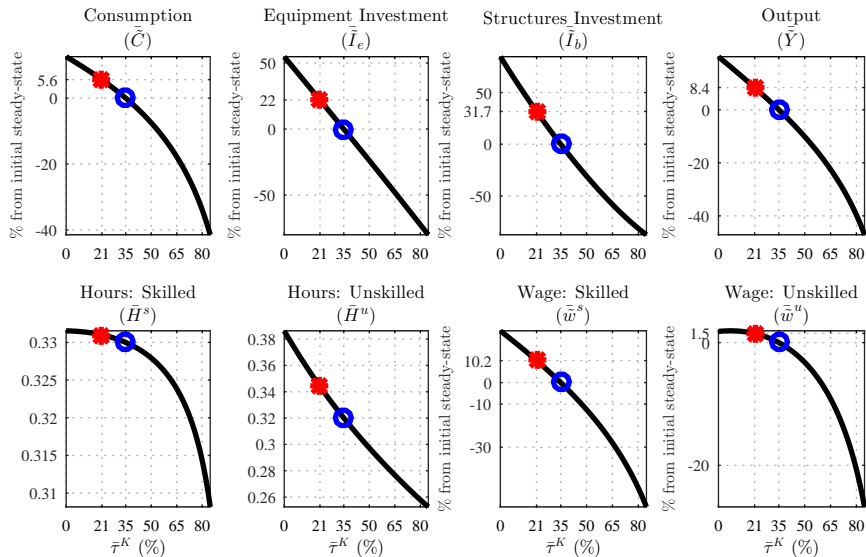 Consumption
(C̃̄)
Equipment Investment
(Ĩ̄_e)
Structures Investment
(Ĩ̄_b)
Output
(Ỹ̄)
% from initial steady-state
5.6
0
-20
-40
0 21 35 50 65 80
% from initial steady-state
50
22
0
-50
0 21 35 50 65 80
% from initial steady-state
50
31.7
0
-50
0 21 35 50 65 80
% from initial steady-state
8.4
0
-20
-40
0 21 35 50 65 80
Hours: Skilled
(H̄^s)
Hours: Unskilled
(H̄^u)
Wage: Skilled
(w̃̄^s)
Wage: Unskilled
(w̃̄^u)
0.33
0.325
0.32
0.315
0.31
0 21 35 50 65 80
τ̄^K (%)
0.38
0.36
0.34
0.32
0.3
0.28
0.26
0 21 35 50 65 80
τ̄^K (%)
% from initial steady-state
10.2
0
-10
-30
0 21 35 50 65 80
τ̄^K (%)
% from initial steady-state
1.5
0
-20
0 21 35 50 65 80
τ̄^K (%)